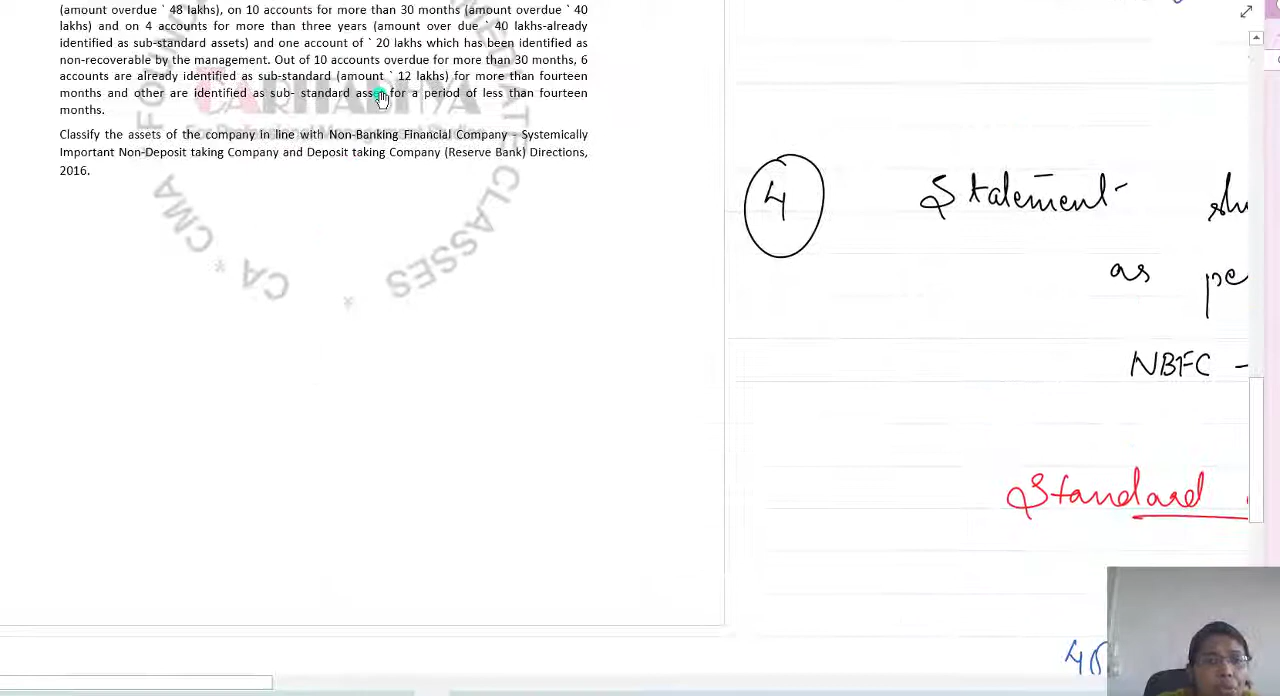 (amount overdue ` 48 lakhs), on 10 accounts for more than 30 months (amount overdue ` 40
lakhs) and on 4 accounts for more than three years (amount over due ` 40 lakhs-already
identified as sub-standard assets) and one account of ` 20 lakhs which has been identified as
non-recoverable by the management. Out of 10 accounts overdue for more than 30 months, 6
accounts are already identified as sub-standard (amount ` 12 lakhs) for more than fourteen
months and other are identified as sub- standard asset for a period of less than fourteen
months.
Classify the assets of the company in line with Non-Banking Financial Company - Systemically
Important Non-Deposit taking Company and Deposit taking Company (Reserve Bank) Directions,
2016.
CA * CMA
CLASSES *
4 Statement
as pe
NBFC -
Standard